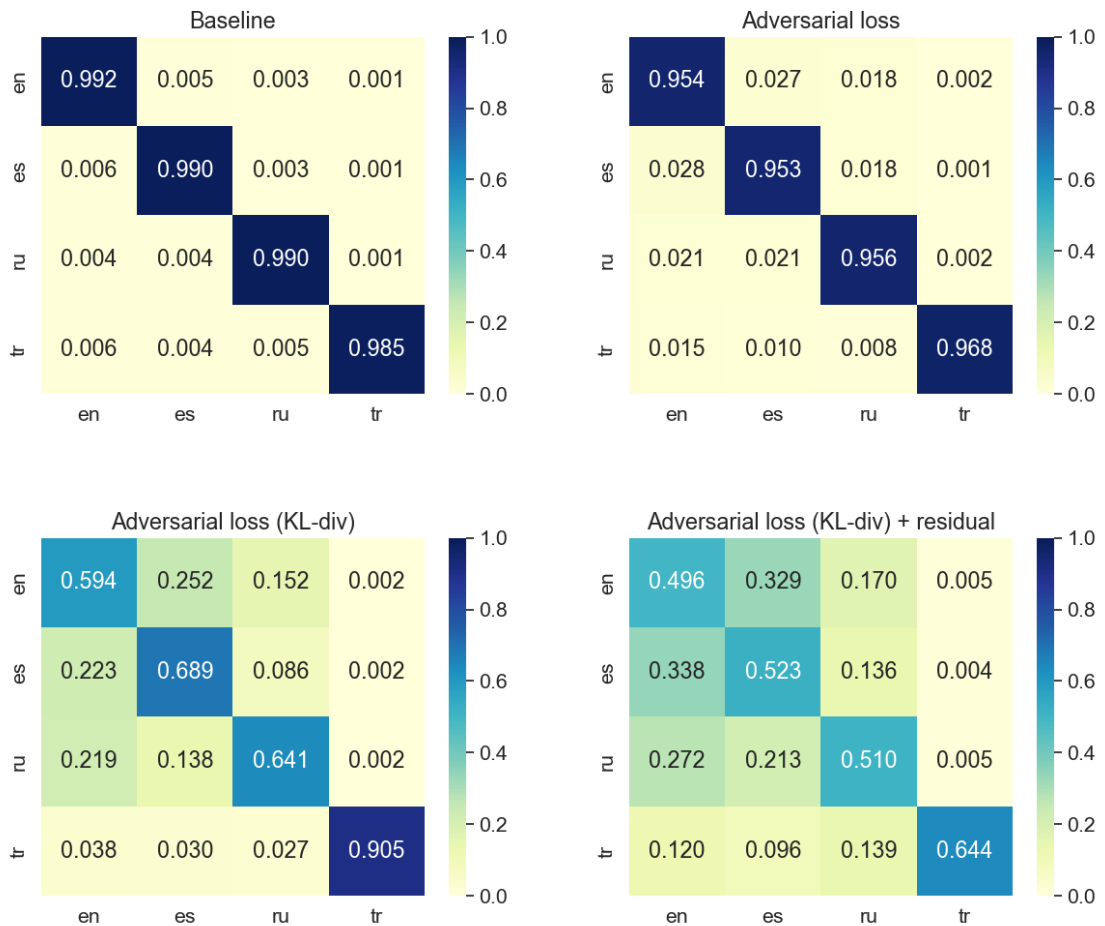 Baseline
en 0.992 0.005 0.003 0.001 1.0
0.8
es 0.006 0.990 0.003 0.001
0.6
0.4
ru 0.004 0.004 0.990 0.001
0.2
tr 0.006 0.004 0.005 0.985
0.0
en es ru tr
Adversarial loss
en 0.954 0.027 0.018 0.002 1.0
0.8
es 0.028 0.953 0.018 0.001
0.6
0.4
ru 0.021 0.021 0.956 0.002
0.2
tr 0.015 0.010 0.008 0.968
0.0
en es ru tr
Adversarial loss (KL-div)
en 0.594 0.252 0.152 0.002 1.0
0.8
es 0.223 0.689 0.086 0.002
0.6
0.4
ru 0.219 0.138 0.641 0.002
0.2
tr 0.038 0.030 0.027 0.905
0.0
en es ru tr
Adversarial loss (KL-div) + residual
en 0.496 0.329 0.170 0.005 1.0
0.8
es 0.338 0.523 0.136 0.004
0.6
0.4
ru 0.272 0.213 0.510 0.005
0.2
tr 0.120 0.096 0.139 0.644
0.0
en es ru tr